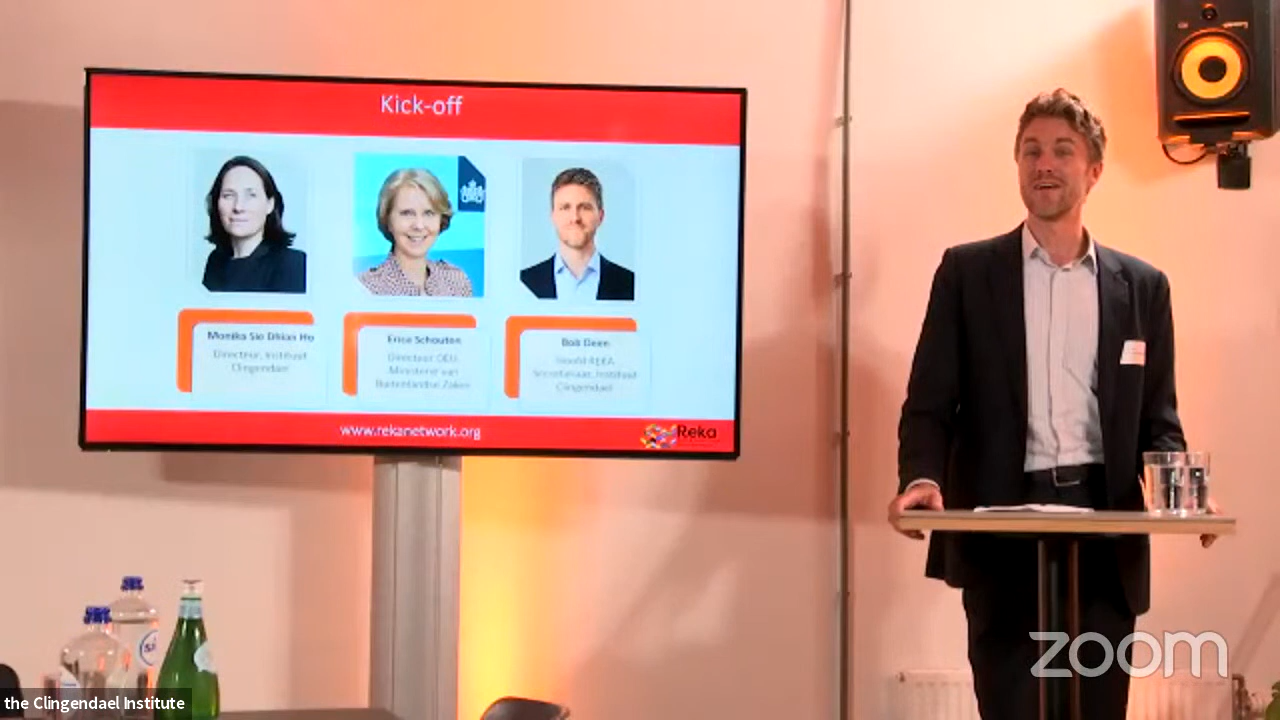 Kick-off
Monika Sie Dhian Ho
Directeur, Instituut
Clingendael
Erica Schouten
Directeur DEU,
Ministerie van
Buitenlandse Zaken
Bob Deen
Hoofd REKA
Secretariaat, Instituut
Clingendael
www.rekanetwork.org
Reka
zoom
the Clingendael Institute